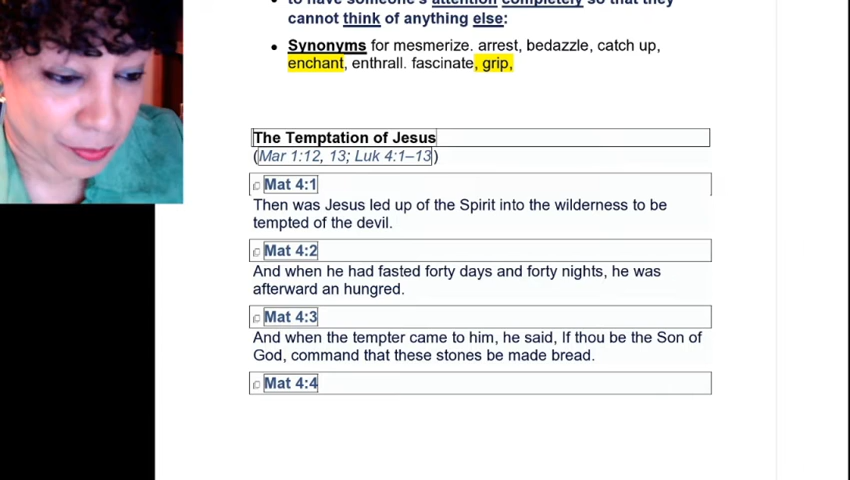 to have someone's attention completely so that they
cannot think of anything else:
Synonyms for mesmerize. arrest, bedazzle, catch up,
enchant, enthrall. fascinate, grip,
The Temptation of Jesus
(Mar 1:12, 13; Luk 4:1–13)
Mat 4:1
Then was Jesus led up of the Spirit into the wilderness to be
tempted of the devil.
Mat 4:2
And when he had fasted forty days and forty nights, he was
afterward an hungred.
Mat 4:3
And when the tempter came to him, he said, If thou be the Son of
God, command that these stones be made bread.
Mat 4:4